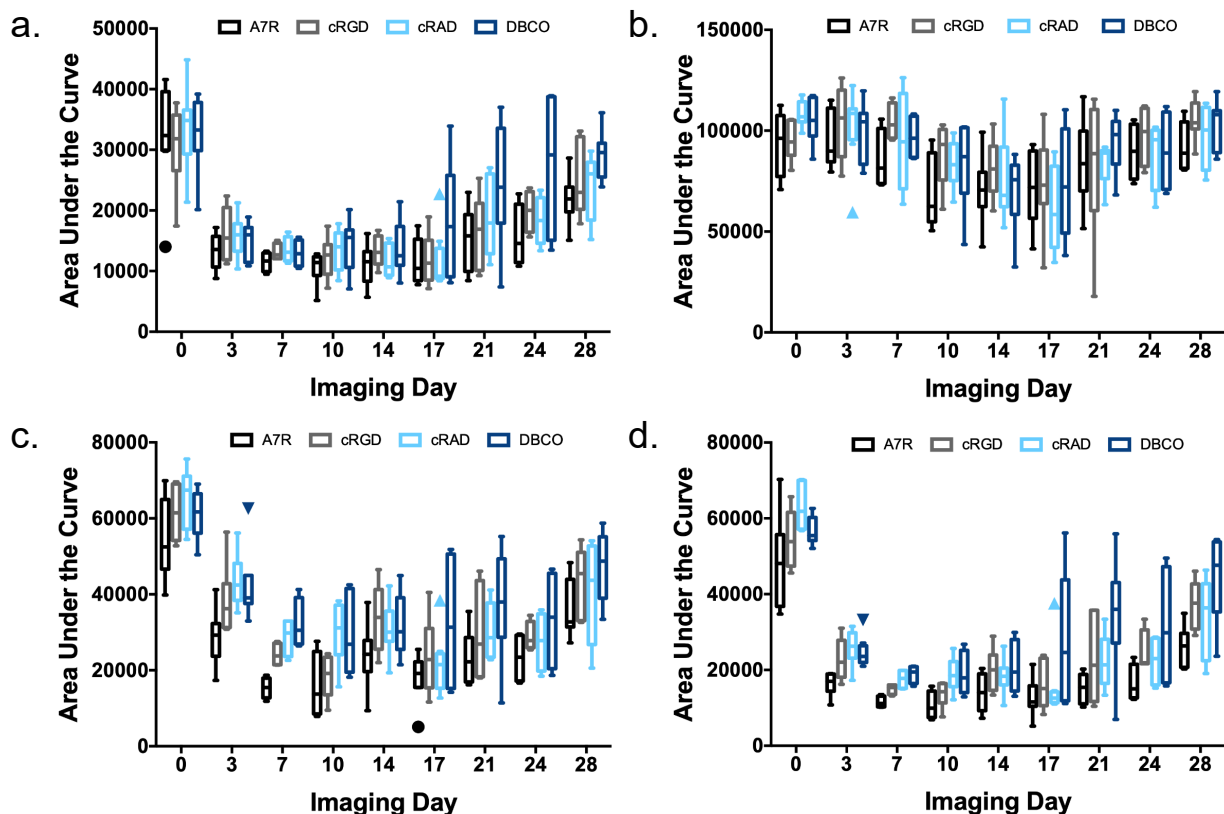 a.
A7R cRGD cRAD DBCO
50000
40000
30000
20000
10000
0
Area Under the Curve
0 3 7 10 14 17 21 24 28
Imaging Day
b.
A7R cRGD cRAD DBCO
150000
100000
50000
0
Area Under the Curve
0 3 7 10 14 17 21 24 28
Imaging Day
c.
A7R cRGD cRAD DBCO
80000
60000
40000
20000
0
Area Under the Curve
0 3 7 10 14 17 21 24 28
Imaging Day
d.
A7R cRGD cRAD DBCO
80000
60000
40000
20000
0
Area Under the Curve
0 3 7 10 14 17 21 24 28
Imaging Day